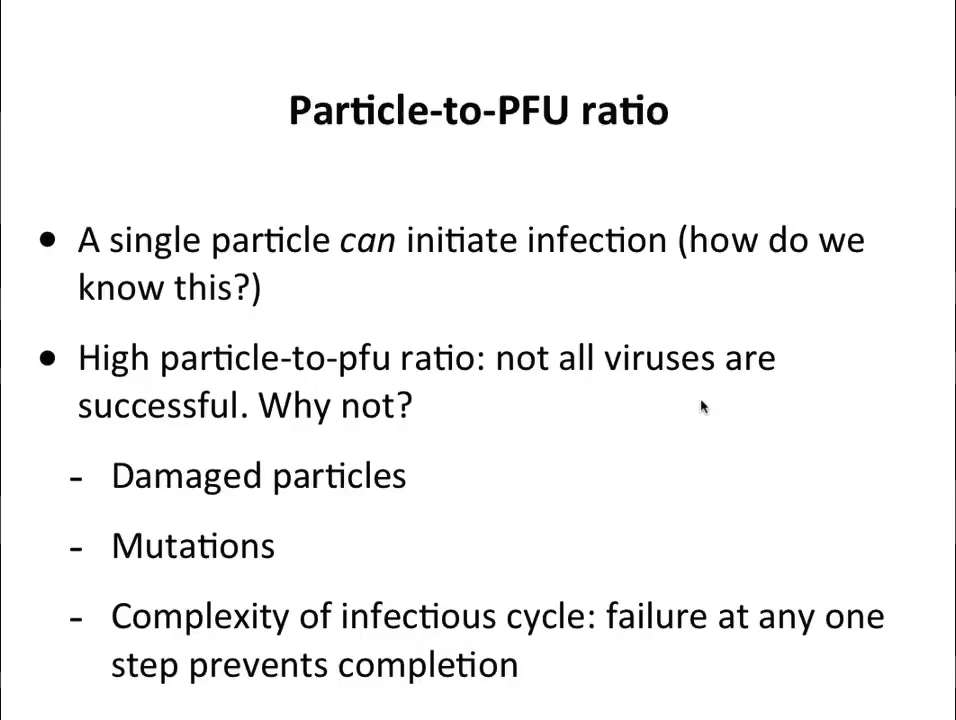 Particle-to-PFU ratio
• A single particle can initiate infection (how do we
know this?)
• High particle-to-pfu ratio: not all viruses are
successful. Why not?
- Damaged particles
- Mutations
- Complexity of infectious cycle: failure at any one
step prevents completion